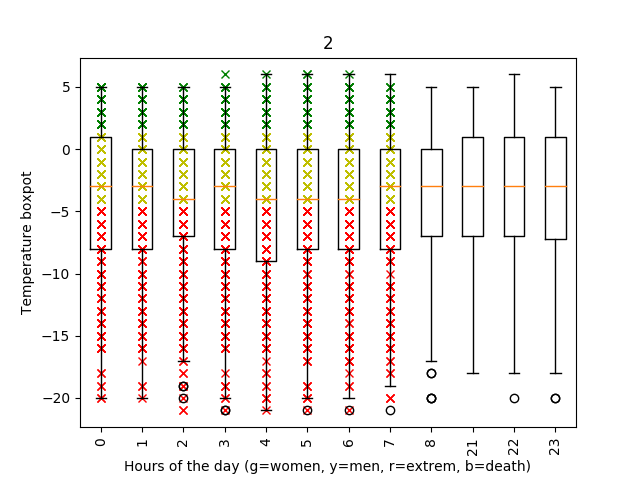 2
Temperature boxpot
5
0
−5
−10
−15
−20
0 1 2 3 4 5 6 7 8 21 22 23
Hours of the day (g=women, y=men, r=extrem, b=death)